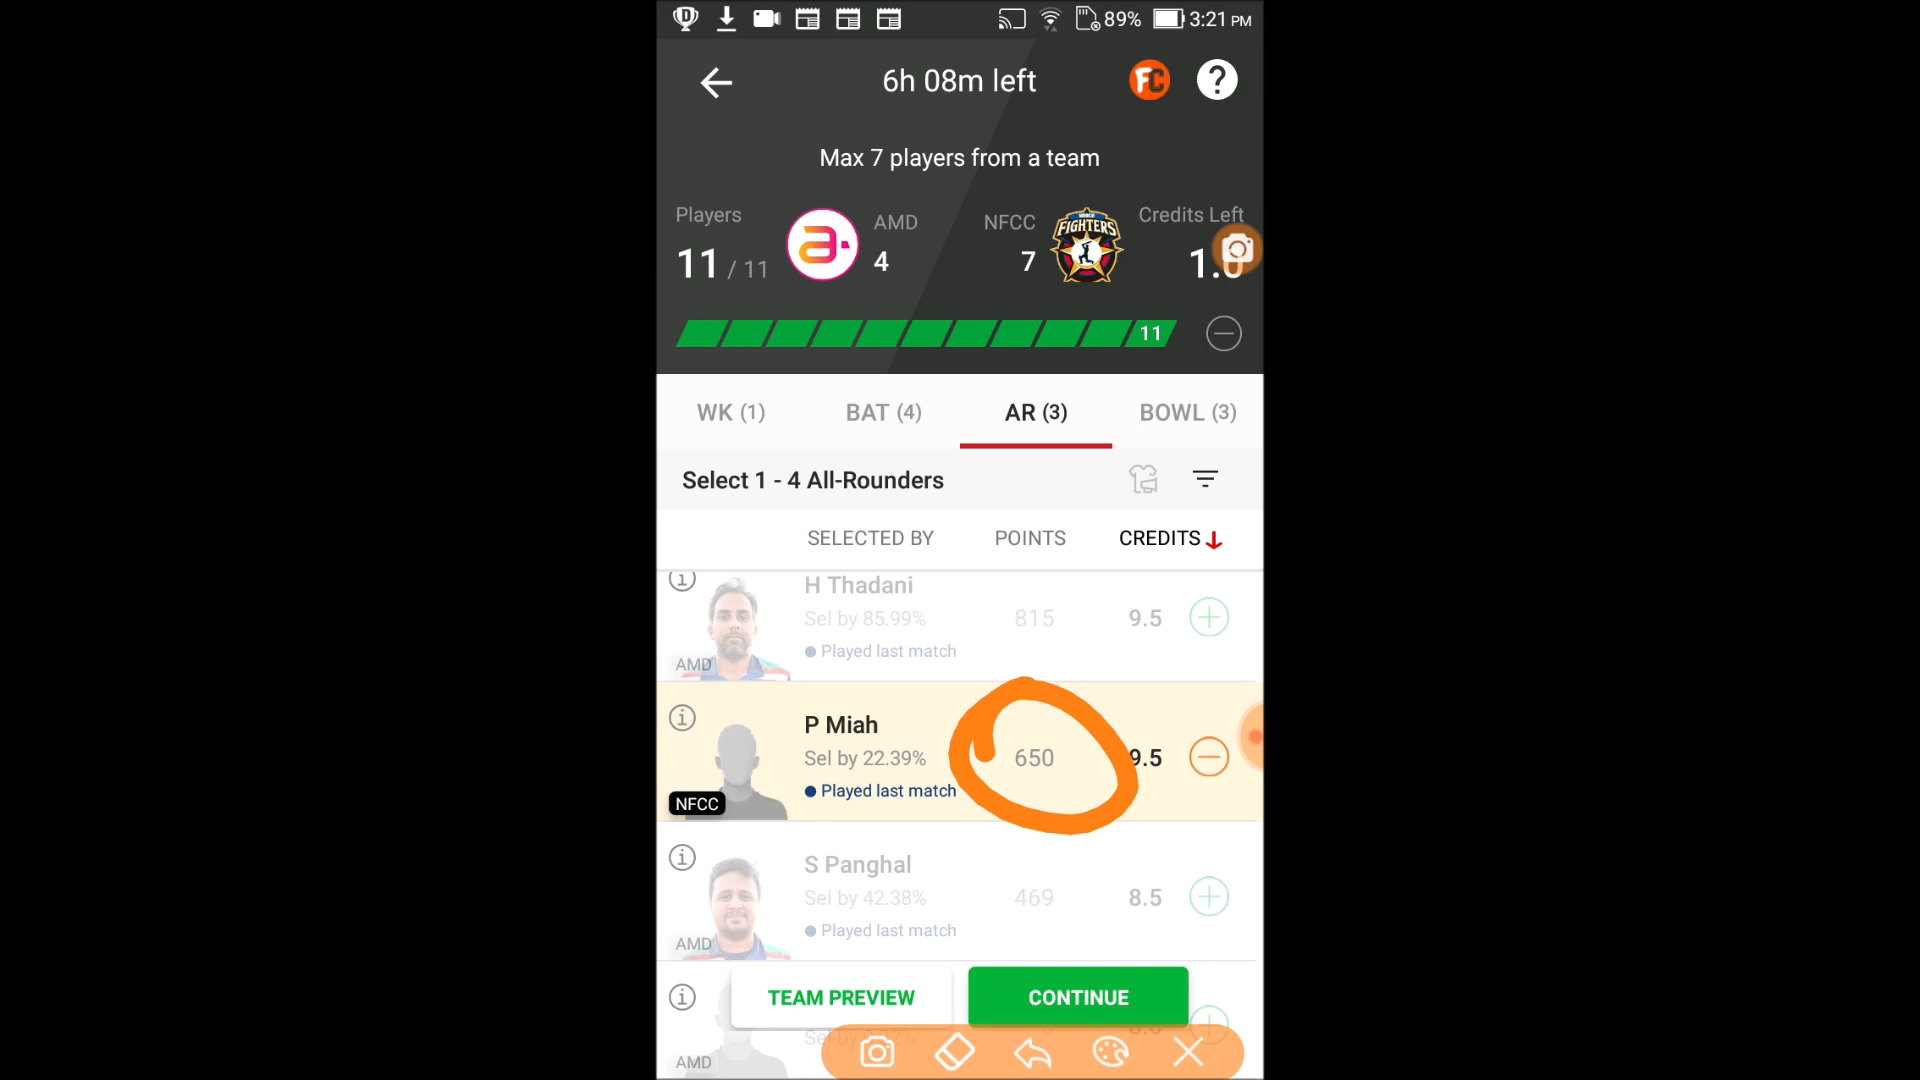 89% 3:21 PM
6h 08m left FC ?
Max 7 players from a team
Players AMD NFCC FIGHTERS Credits Left
11 / 11 a. 4 7 1.0
11
WK (1) BAT (4) AR (3) BOWL (3)
Select 1 - 4 All-Rounders
SELECTED BY POINTS CREDITS
H Thadani
Sel by 85.99% 815 9.5
Played last match
AMD
P Miah
Sel by 22.39% 650 9.5
Played last match
NFCC
S Panghal
Sel by 42.38% 469 8.5
Played last match
AMD
TEAM PREVIEW CONTINUE
AMD